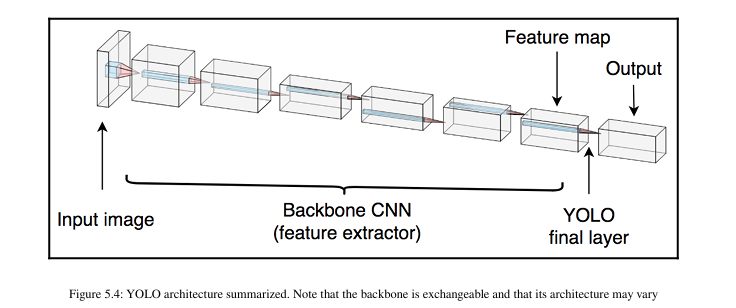 Feature map
Output
Input image
Backbone CNN
(feature extractor)
YOLO
final layer
Figure 5.4: YOLO architecture summarized. Note that the backbone is exchangeable and that its architecture may vary